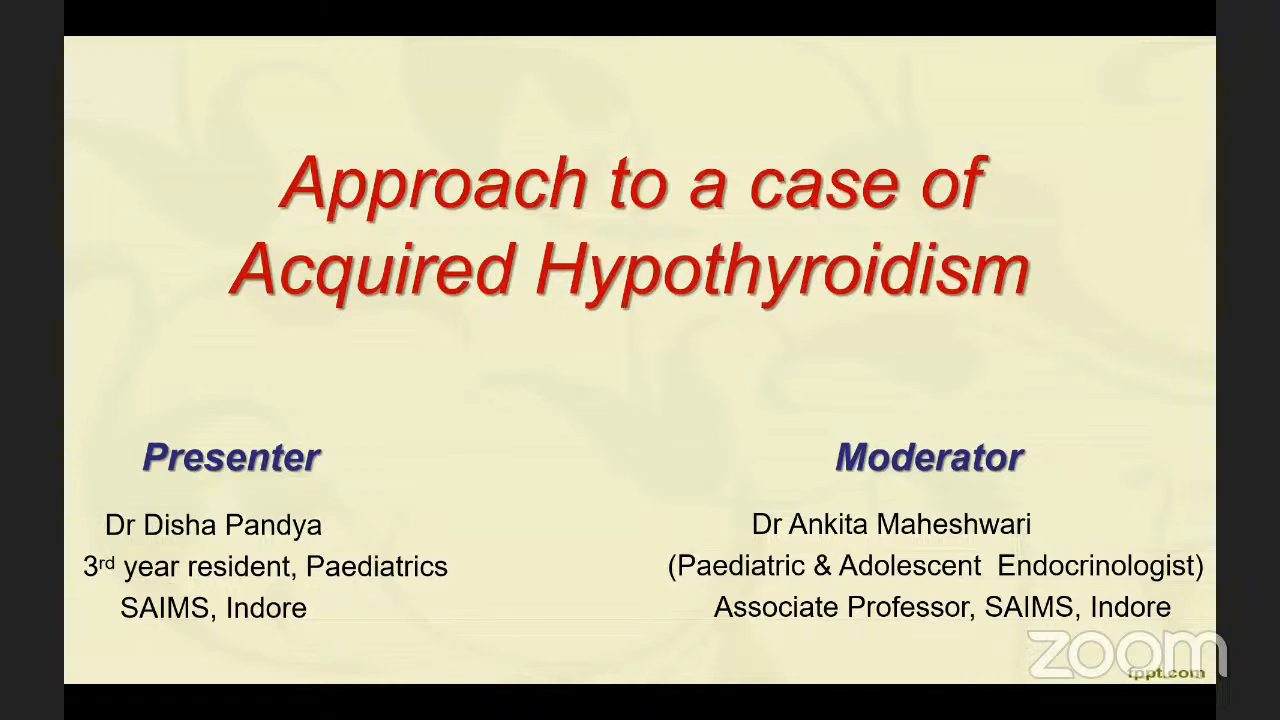 Approach to a case of
Acquired Hypothyroidism
Presenter
Dr Disha Pandya
3rd year resident, Paediatrics
SAIMS, Indore
Moderator
Dr Ankita Maheshwari
(Paediatric & Adolescent Endocrinologist)
Associate Professor, SAIMS, Indore
zoom
fppt.com